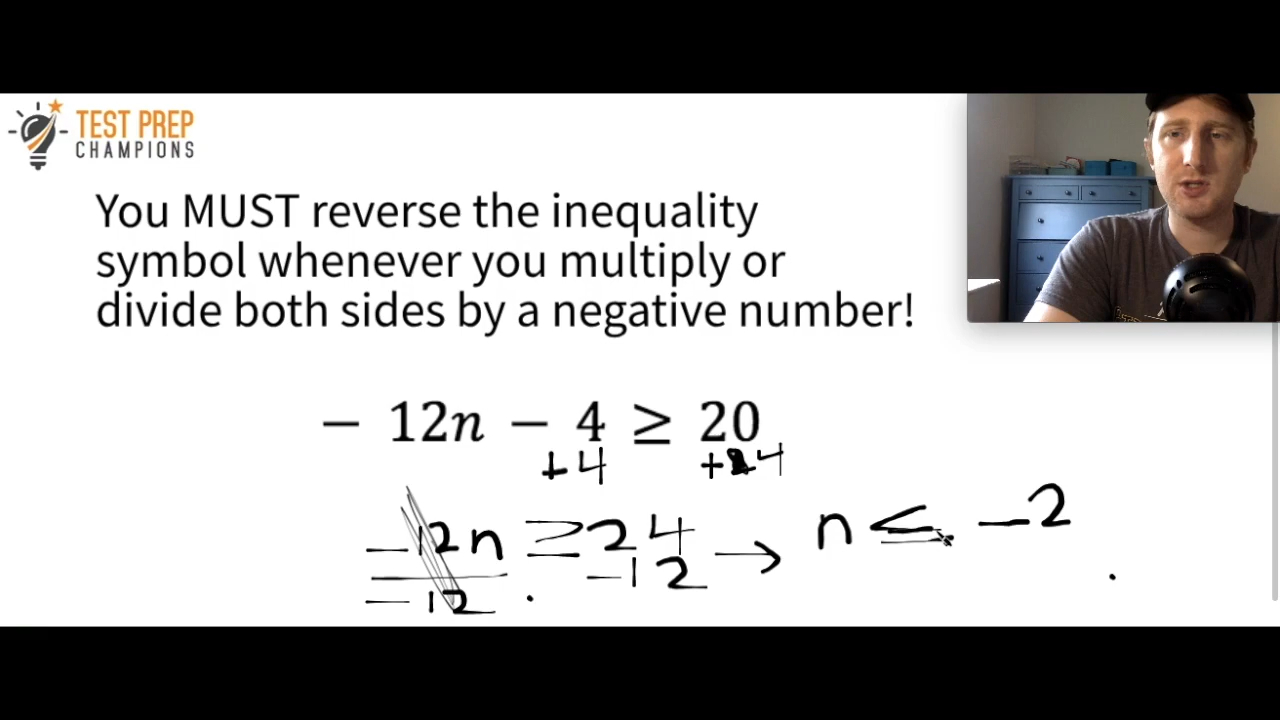 TEST PREP
CHAMPIONS
You MUST reverse the inequality
symbol whenever you multiply or
divide both sides by a negative number!
− 12n − 4 ≥ 20
+4 +4
−12n ≥ 24 → n ≤ −2
−12 −12